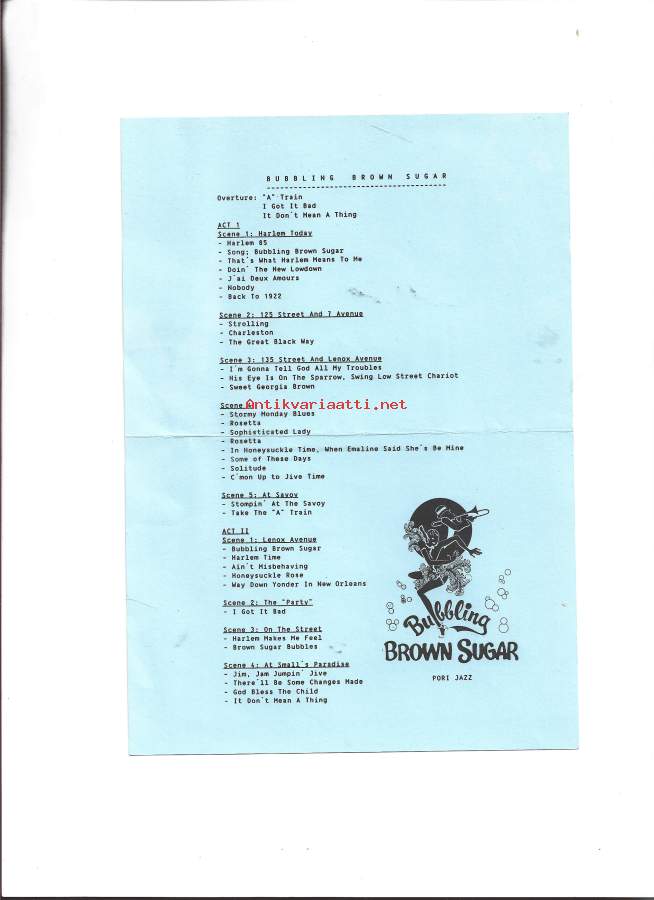 BUBBLING BROWN SUGAR
---------------------------------------
Overture: "A" Train
I Got It Bad
It Don´t Mean A Thing
ACT 1
Scene 1: Harlem Today
- Harlem 85
- Song: Bubbling Brown Sugar
- That´s What Harlem Means To Me
- Doin´ The New Lowdown
- J´ai Deux Amours
- Nobody
- Back To 1922
Scene 2: 125 Street And 7 Avenue
- Strolling
- Charleston
- The Great Black Way
Scene 3: 135 Street And Lenox Avenue
- I´m Gonna Tell God All My Troubles
- His Eye Is On The Sparrow, Swing Low Street Chariot
- Sweet Georgia Brown
Scene
Antikvariaatti.net
- Stormy Monday Blues
- Rosetta
- Sophisticated Lady
- Rosetta
- In Honeysuckle Time, When Emaline Said She´s Be Mine
- Some of These Days
- Solitude
- C´mon Up to Jive Time
Scene 5: At Savoy
- Stompin´ At The Savoy
- Take The "A" Train
ACT II
Scene 1: Lenox Avenue
- Bubbling Brown Sugar
- Harlem Time
- Ain´t Misbehaving
- Honeysuckle Rose
- Way Down Yonder In New Orleans
Scene 2: The "Party"
- I Got It Bad
Scene 3: On The Street
- Harlem Makes Me Feel
- Brown Sugar Bubbles
Scene 4: At Small´s Paradise
- Jim, Jam Jumpin´ Jive
- There´ll Be Some Changes Made
- God Bless The Child
- It Don´t Mean A Thing
Bubbling
BROWN SUGAR
PORI JAZZ